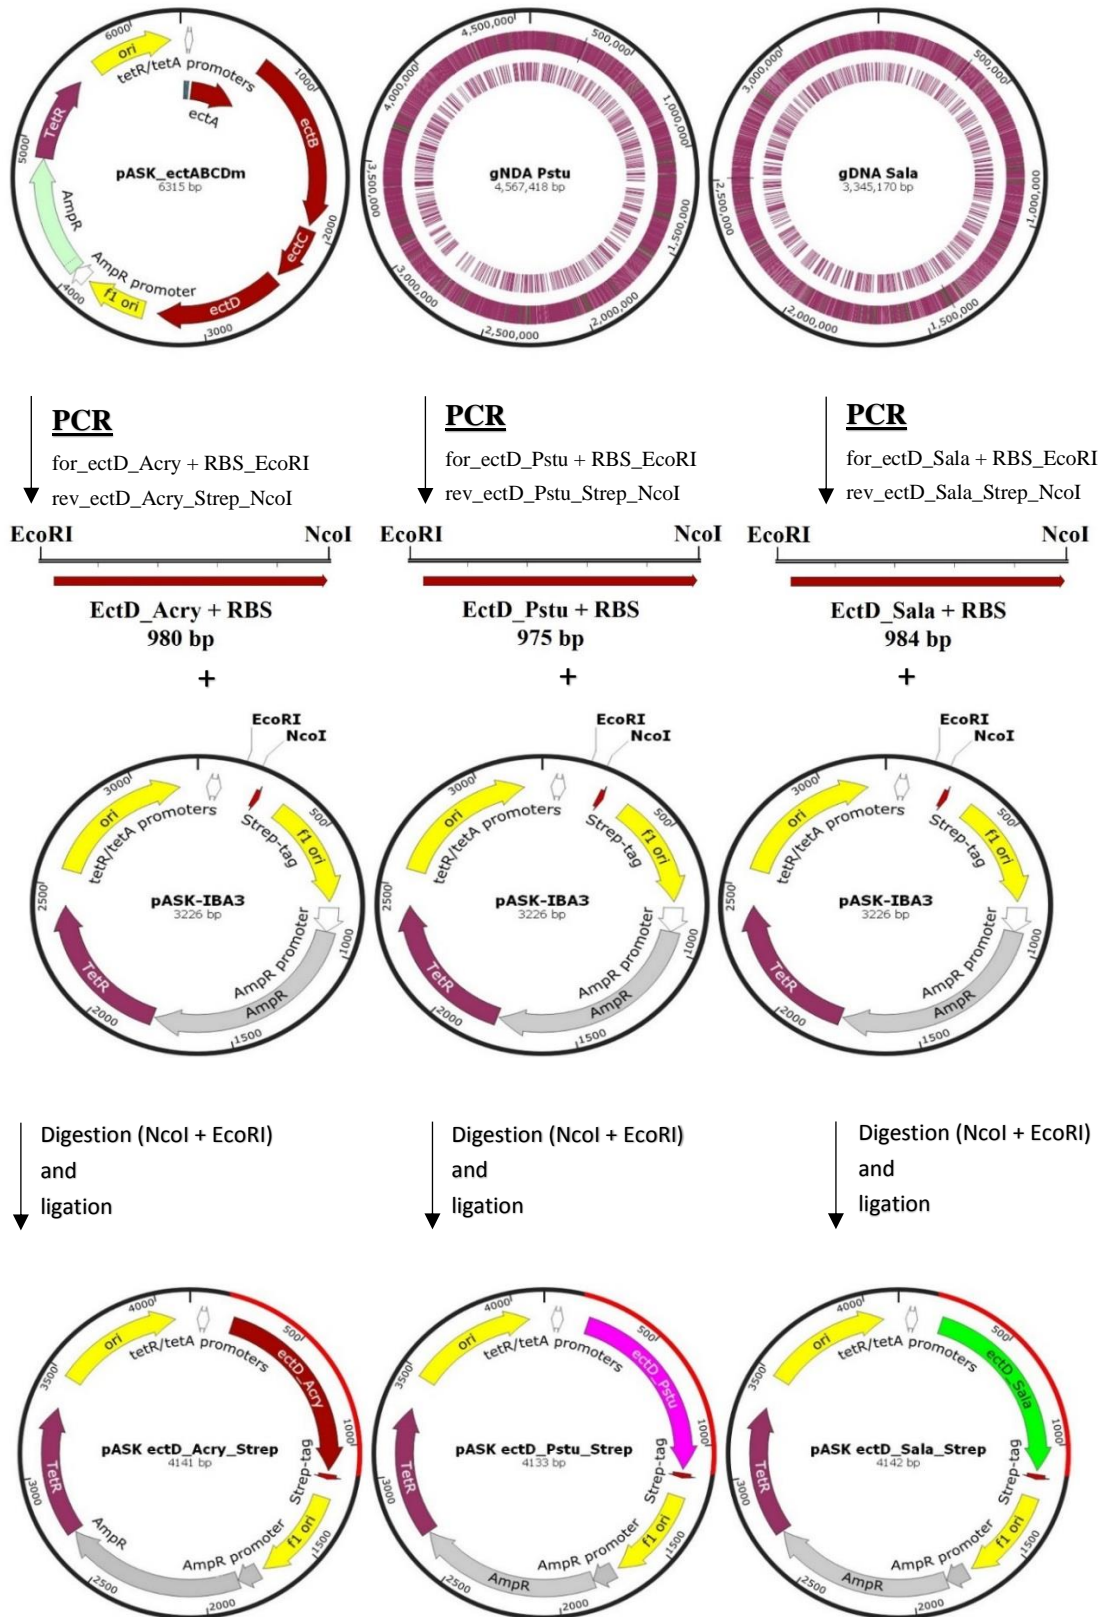 6000
ori
tetR/tetA promoters
ectA
1000
ectB
2000
ectC
ectD
3000
f1 ori
4000
AmpR promoter
AmpR
5000
TetR
pASK_ectABCDm
6315 bp
4,500,000
500,000
1,000,000
1,500,000
2,000,000
2,500,000
3,000,000
3,500,000
4,000,000
gNDA Pstu
4,567,418 bp
500,000
1,000,000
1,500,000
2,000,000
2,500,000
3,000,000
gDNA Sala
3,345,170 bp
PCR
for_ectD_Acry + RBS_EcoRI
rev_ectD_Acry_Strep_NcoI
PCR
for_ectD_Pstu + RBS_EcoRI
rev_ectD_Pstu_Strep_NcoI
PCR
for_ectD_Sala + RBS_EcoRI
rev_ectD_Sala_Strep_NcoI
EcoRI NcoI
EctD_Acry + RBS
980 bp
+
EcoRI NcoI
EctD_Pstu + RBS
975 bp
+
EcoRI NcoI
EctD_Sala + RBS
984 bp
+
EcoRI
NcoI
3000
ori
tetR/tetA promoters
Strep-tag
500
f1 ori
2500
pASK-IBA3
3226 bp
AmpR promoter
1000
TetR
AmpR
2000
1500
EcoRI
NcoI
3000
ori
tetR/tetA promoters
Strep-tag
500
f1 ori
2500
pASK-IBA3
3226 bp
AmpR promoter
1000
TetR
AmpR
2000
1500
EcoRI
NcoI
3000
ori
tetR/tetA promoters
Strep-tag
500
f1 ori
2500
pASK-IBA3
3226 bp
AmpR promoter
1000
TetR
AmpR
2000
1500
Digestion (NcoI + EcoRI)
and
ligation
Digestion (NcoI + EcoRI)
and
ligation
Digestion (NcoI + EcoRI)
and
ligation
4000
ori
tetR/tetA promoters
500
ectD_Acry
3500
1000
pASK ectD_Acry_Strep
4141 bp
Strep-tag
TetR
3000
f1 ori
AmpR
AmpR promoter
1500
2500
2000
4000
ori
tetR/tetA promoters
500
ectD_Pstu
3500
1000
pASK ectD_Pstu_Strep
4133 bp
Strep-tag
TetR
3000
f1 ori
AmpR
AmpR promoter
1500
2500
2000
4000
ori
tetR/tetA promoters
500
ectD_Sala
3500
1000
pASK ectD_Sala_Strep
4142 bp
Strep-tag
TetR
3000
f1 ori
AmpR
AmpR promoter
1500
2500
2000